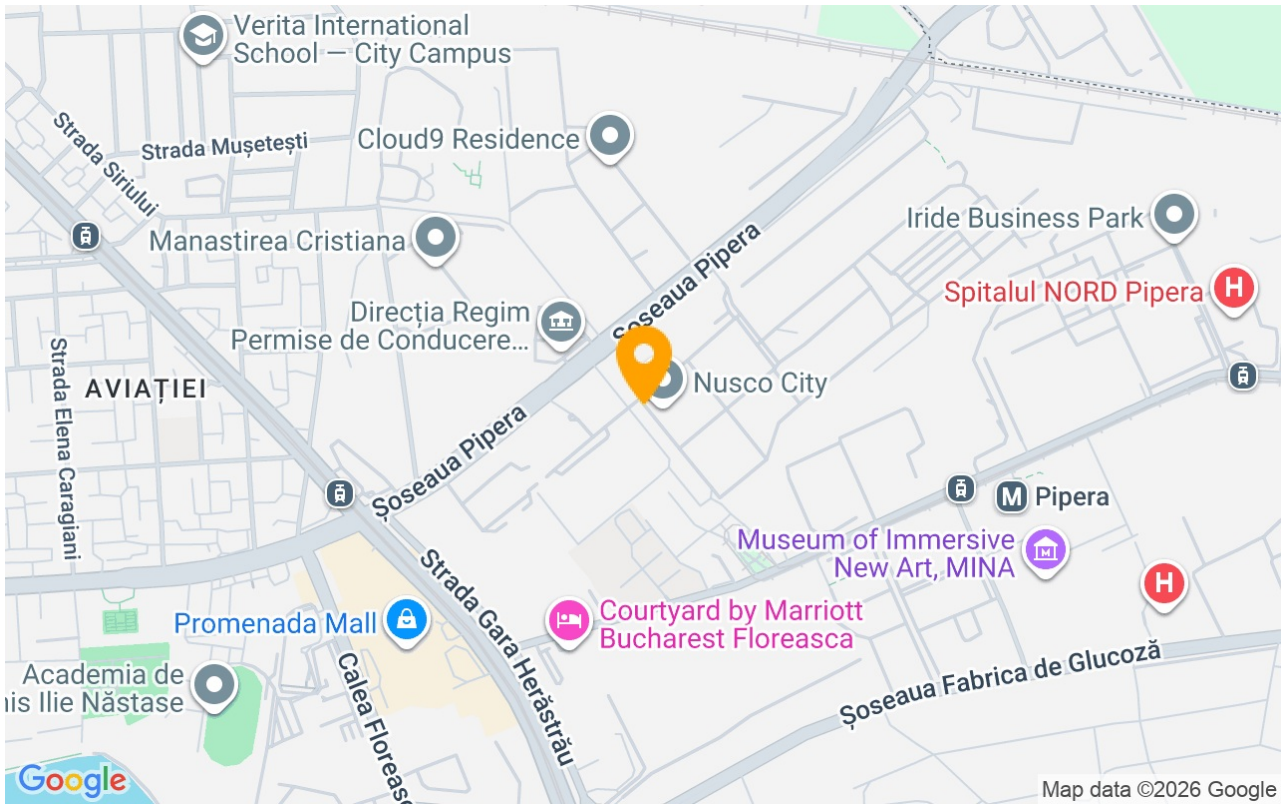 Verita International
School — City Campus
Strada Siriului
Strada Mușetești
Cloud9 Residence
Manastirea Cristiana
Iride Business Park
Șoseaua Pipera
Spitalul NORD Pipera
H
Direcția Regim
Permise de Conducere...
Strada Elena Caragiani
AVIAȚIEI
Nusco City
Șoseaua Pipera
M Pipera
Museum of Immersive
New Art, MINA
M
H
Strada Gara Herăstrău
Promenada Mall
Courtyard by Marriott
Bucharest Floreasca
Calea Floreasc
Șoseaua Fabrica de Glucoză
Academia de
nis Ilie Năstase
Google
Map data ©2026 Google